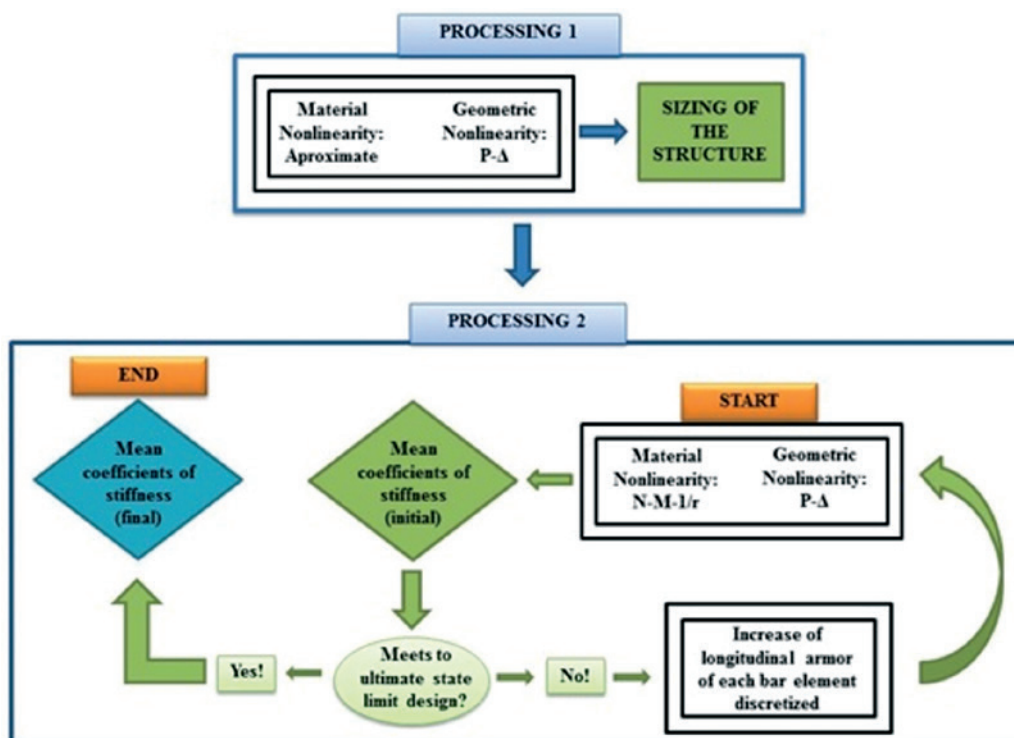 PROCESSING 1
Material
Nonlinearity:
Aproximate
Geometric
Nonlinearity:
P-Δ
SIZING OF
THE
STRUCTURE
PROCESSING 2
END
Mean
coefficients of
stiffness
(final)
Mean
coefficients of
stiffness
(initial)
START
Material
Nonlinearity:
N-M-1/r
Geometric
Nonlinearity:
P-Δ
Yes!
Meets to
ultimate state
limit design?
No!
Increase of
longitudinal armor
of each bar element
discretized